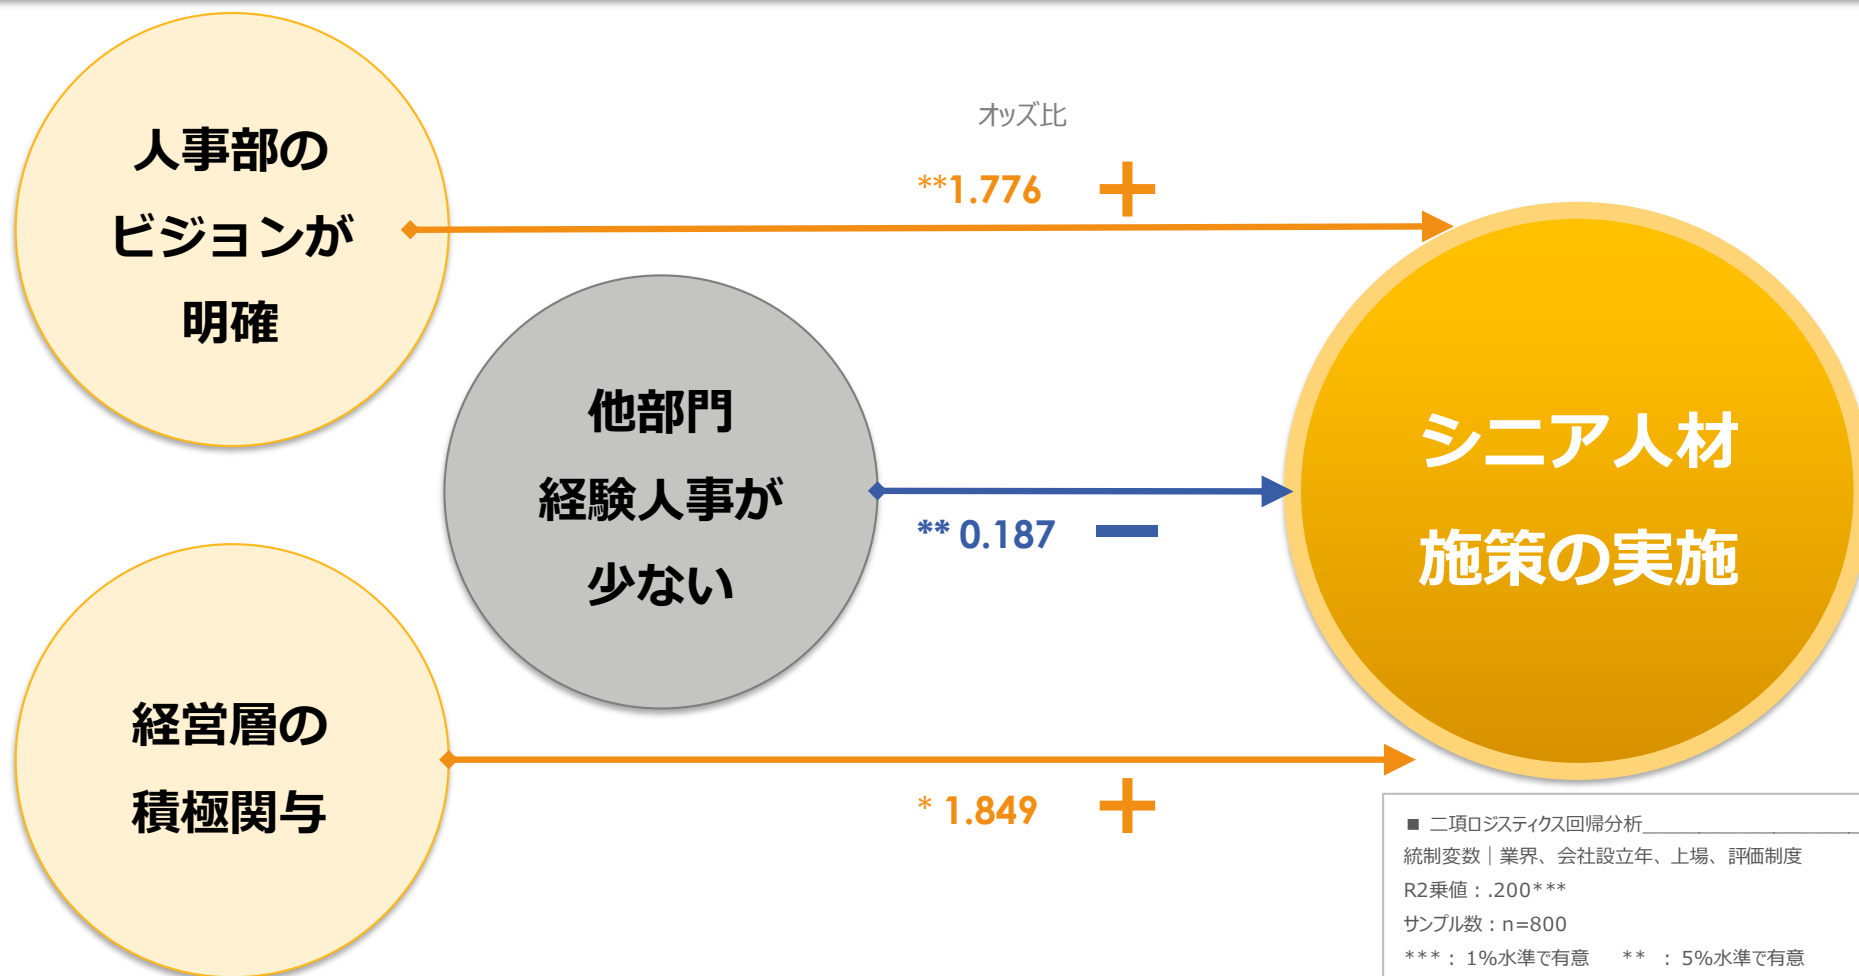 人事部の
ビジョンが
明確
オッズ比
**1.776
他部門
経験人事が
少ない
** 0.187
シニア人材
施策の実施
経営層の
積極関与
* 1.849
■ 二項ロジスティクス回帰分析
統制変数｜業界、会社設立年、上場、評価制度
R2乗値：.200***
サンプル数：n=800
***：1%水準で有意 **：5%水準で有意